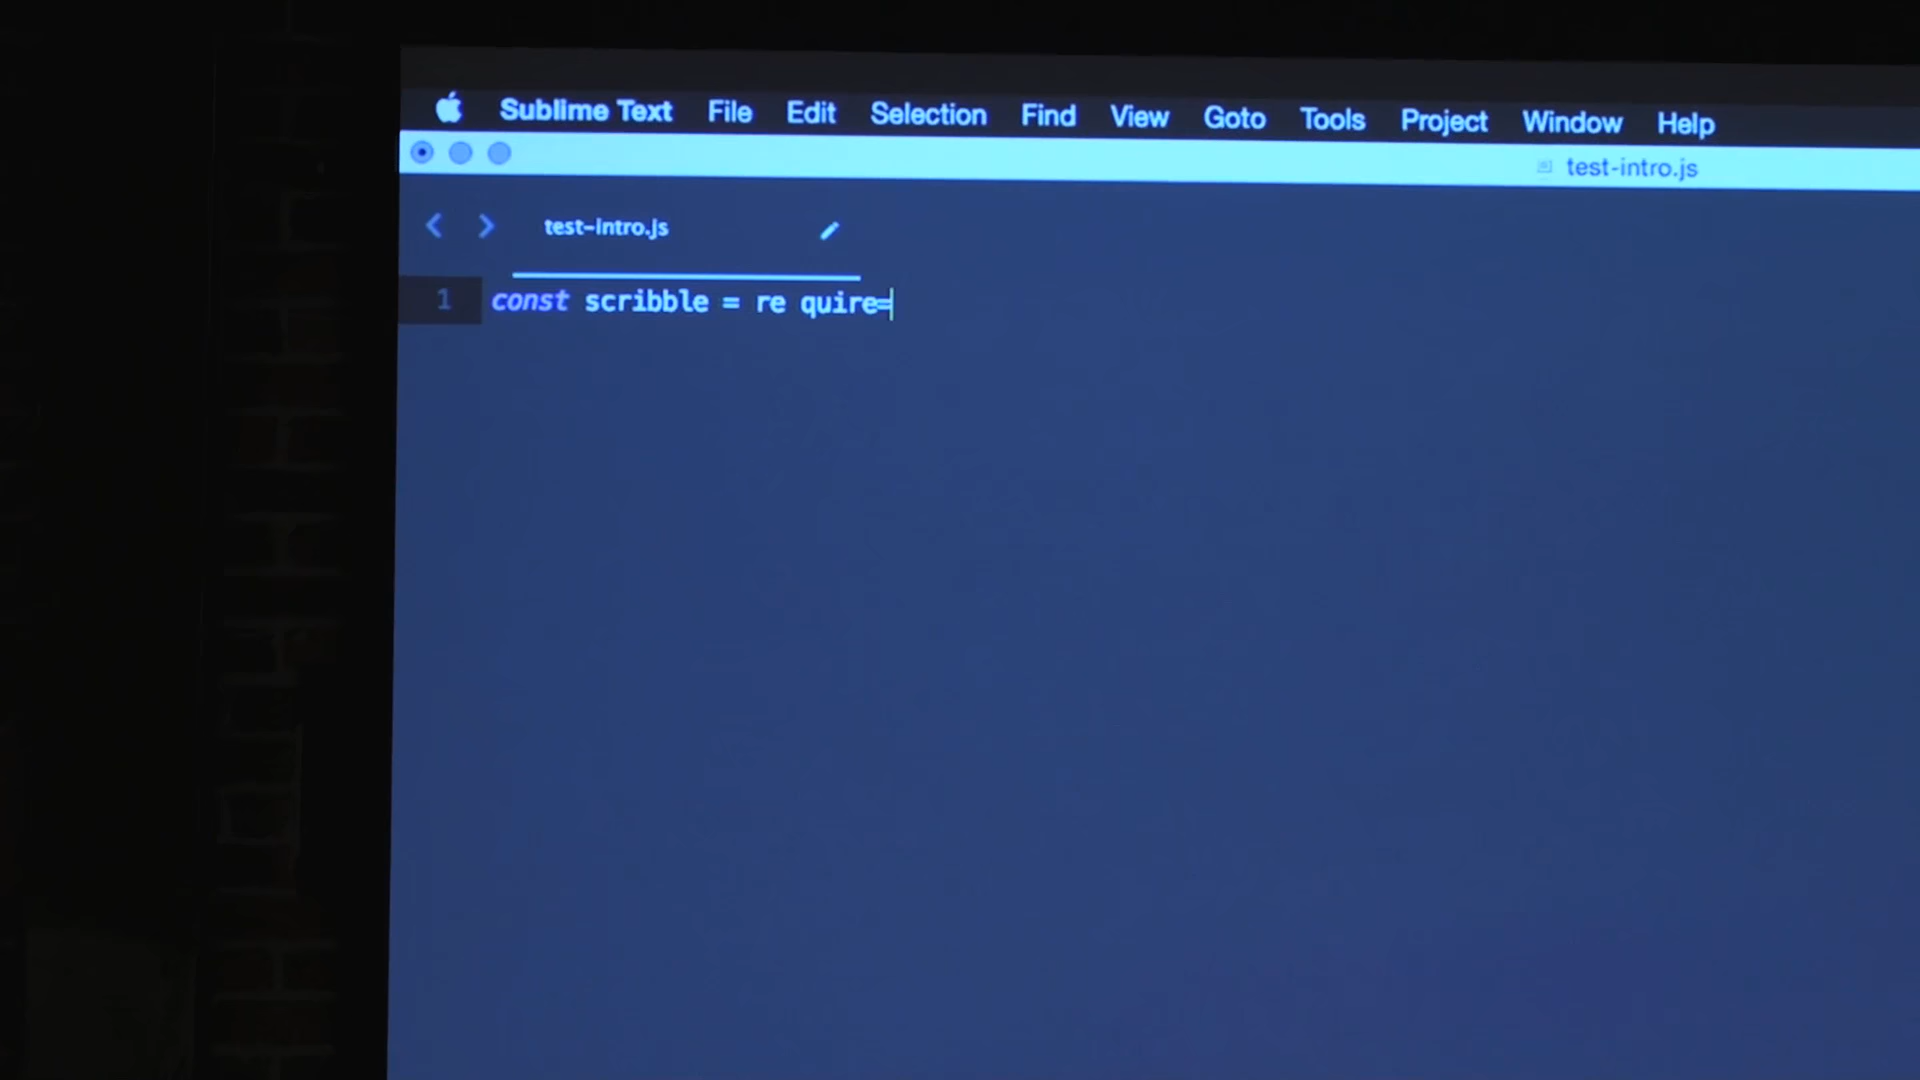 Sublime Text File Edit Selection Find View Goto Tools Project Window Help
test-intro.js
test-intro.js
1 const scribble = re quire=